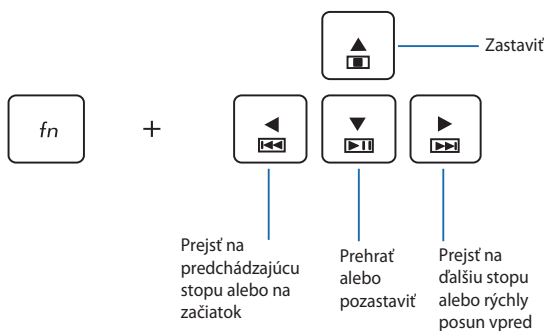 Zastaviť
fn
+
Prejsť na
predchádzajúcu
stopu alebo na
začiatok
Prehrať
alebo
pozastaviť
Prejsť na
ďalšiu stopu
alebo rýchly
posun vpred